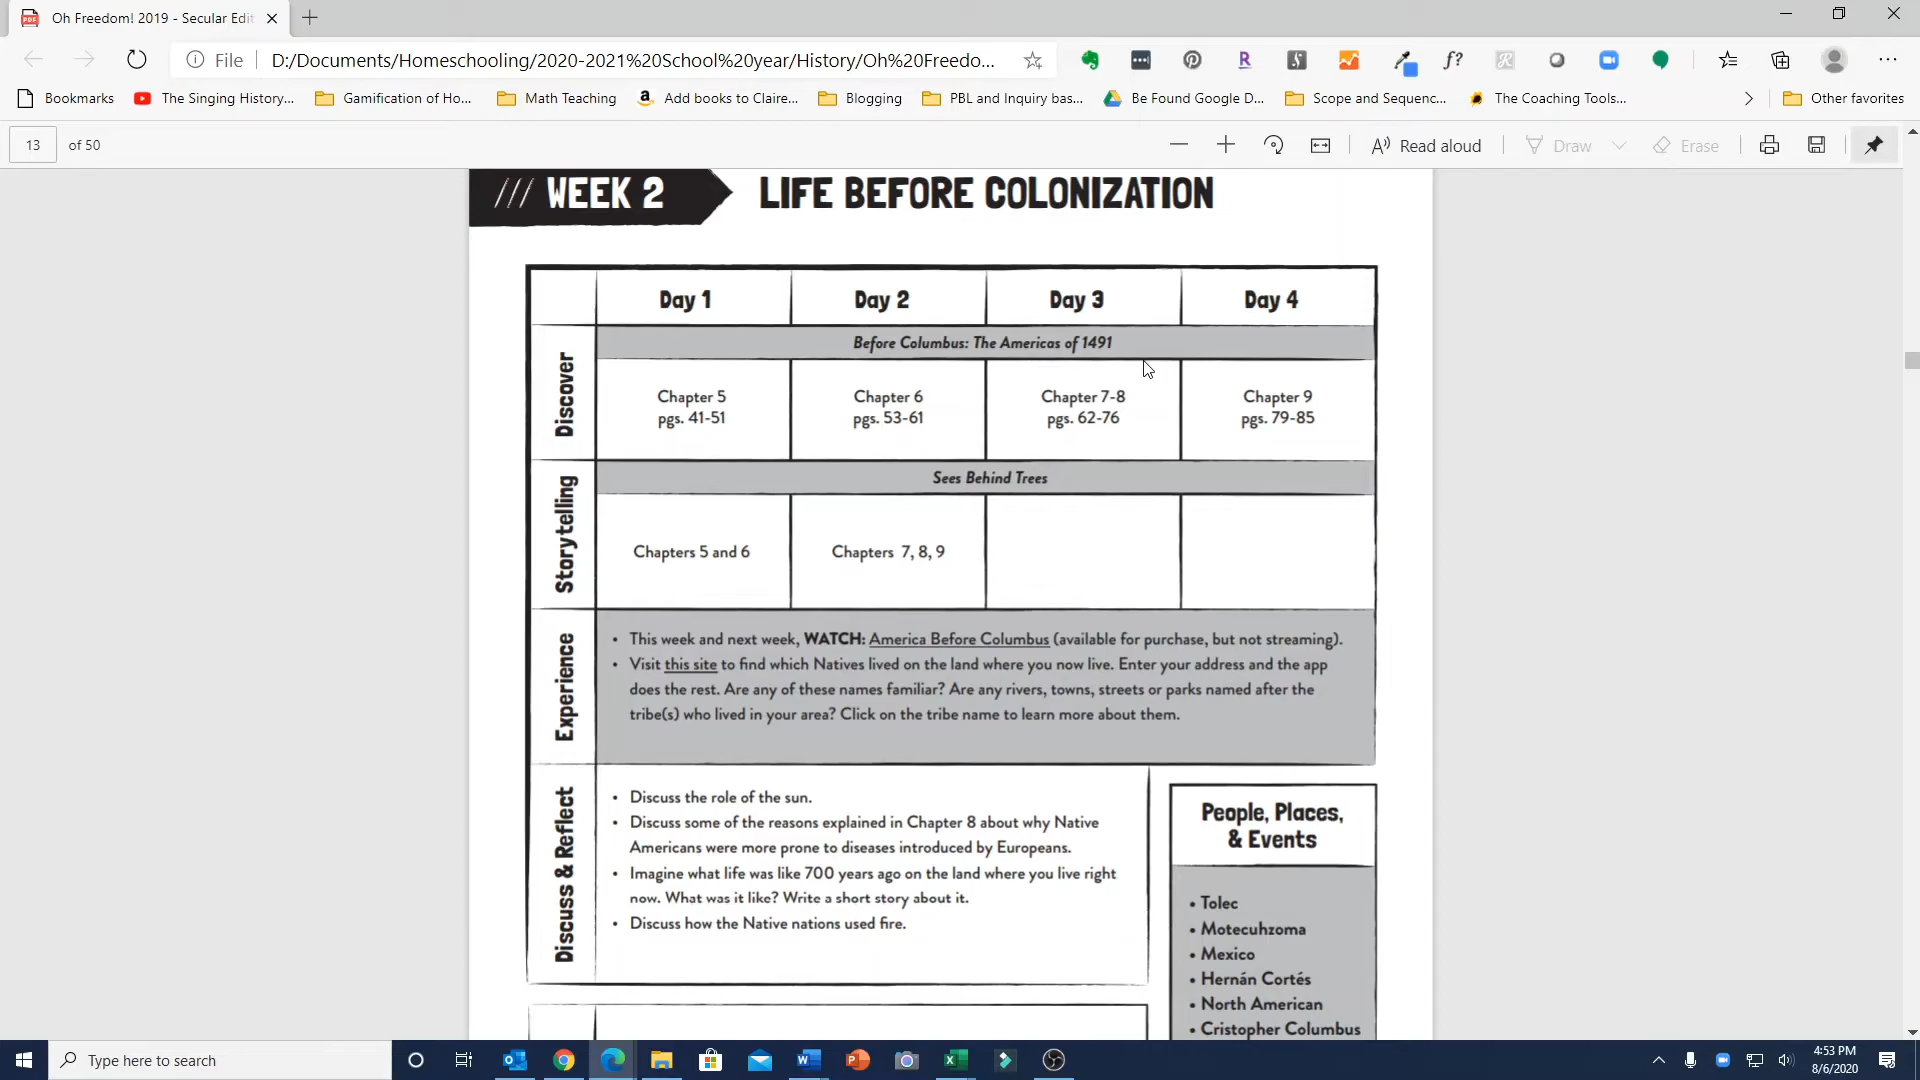 Oh Freedom! 2019 - Secular Edit
File
D:/Documents/Homeschooling/2020-2021%20School%20year/History/Oh%20Freedo...
Bookmarks
The Singing History...
Gamification of Ho...
Math Teaching
Add books to Claire...
Blogging
PBL and Inquiry bas...
Be Found Google D...
Scope and Sequenc...
The Coaching Tools...
Other favorites
13 of 50
Read aloud
Draw
Erase
/// WEEK 2
LIFE BEFORE COLONIZATION
Day 1
Day 2
Day 3
Day 4
Discover
Before Columbus: The Americas of 1491
Chapter 5
pgs. 41-51
Chapter 6
pgs. 53-61
Chapter 7-8
pgs. 62-76
Chapter 9
pgs. 79-85
Storytelling
Sees Behind Trees
Chapters 5 and 6
Chapters 7, 8, 9
Experience
• This week and next week, WATCH: America Before Columbus (available for purchase, but not streaming).
• Visit this site to find which Natives lived on the land where you now live. Enter your address and the app
does the rest. Are any of these names familiar? Are any rivers, towns, streets or parks named after the
tribe(s) who lived in your area? Click on the tribe name to learn more about them.
Discuss & Reflect
• Discuss the role of the sun.
• Discuss some of the reasons explained in Chapter 8 about why Native
Americans were more prone to diseases introduced by Europeans.
• Imagine what life was like 700 years ago on the land where you live right
now. What was it like? Write a short story about it.
• Discuss how the Native nations used fire.
People, Places,
& Events
• Tolec
• Motecuhzoma
• Mexico
• Hernán Cortés
• North American
• Cristopher Columbus
Type here to search
4:53 PM
8/6/2020